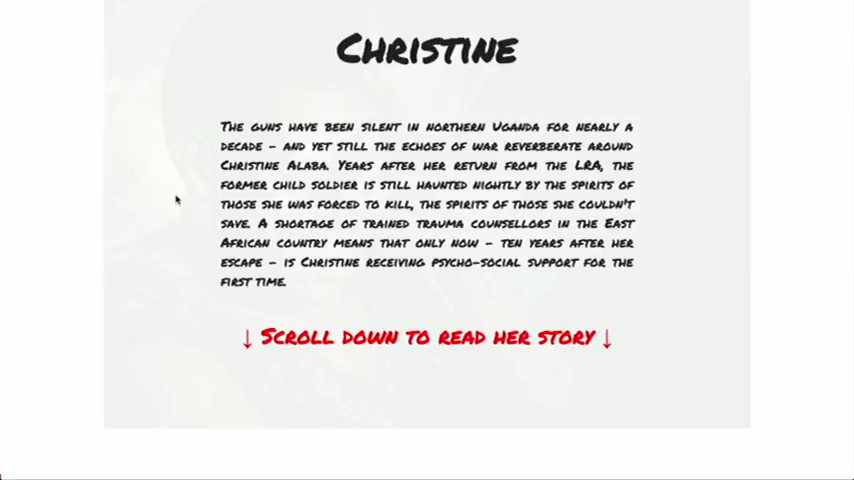 Christine
The guns have been silent in northern Uganda for nearly a
decade – and yet still the echoes of war reverberate around
Christine Alaba. Years after her return from the LRA, the
former child soldier is still haunted nightly by the spirits of
those she was forced to kill, the spirits of those she couldn't
save. A shortage of trained trauma counsellors in the East
African country means that only now – ten years after her
escape – is Christine receiving psycho-social support for the
first time.
↓ Scroll down to read her story ↓